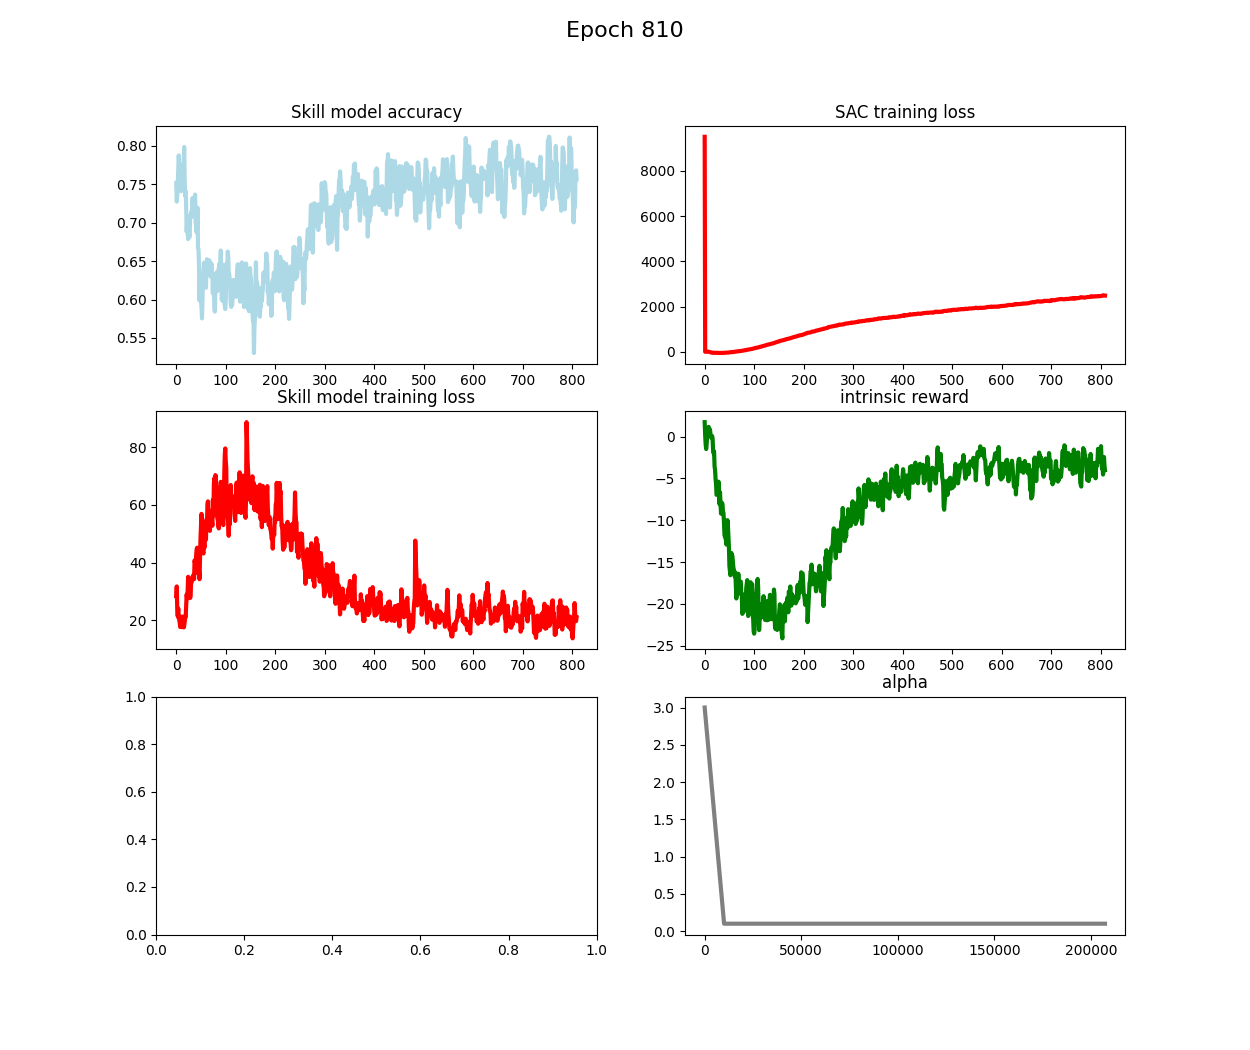 Epoch 810
Skill model accuracy
0.80
0.75
0.70
0.65
0.60
0.55
0 100 200 300 400 500 600 700 800
SAC training loss
8000
6000
4000
2000
0
0 100 200 300 400 500 600 700 800
Skill model training loss
80
60
40
20
0 100 200 300 400 500 600 700 800
intrinsic reward
0
−5
−10
−15
−20
−25
0 100 200 300 400 500 600 700 800
1.0
0.8
0.6
0.4
0.2
0.0
0.0 0.2 0.4 0.6 0.8 1.0
alpha
3.0
2.5
2.0
1.5
1.0
0.5
0.0
0 50000 100000 150000 200000